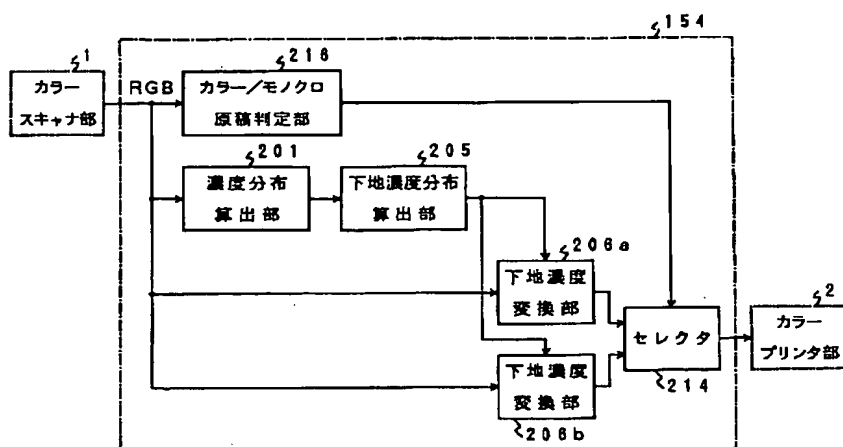 154
1
216
カラー
スキャナ部
RGB
カラー／モノクロ
原稿判定部
201
205
濃度分布
算出部
下地濃度分布
算出部
206a
下地濃度
変換部
2
セレクタ
カラー
プリンタ部
下地濃度
変換部
214
206b